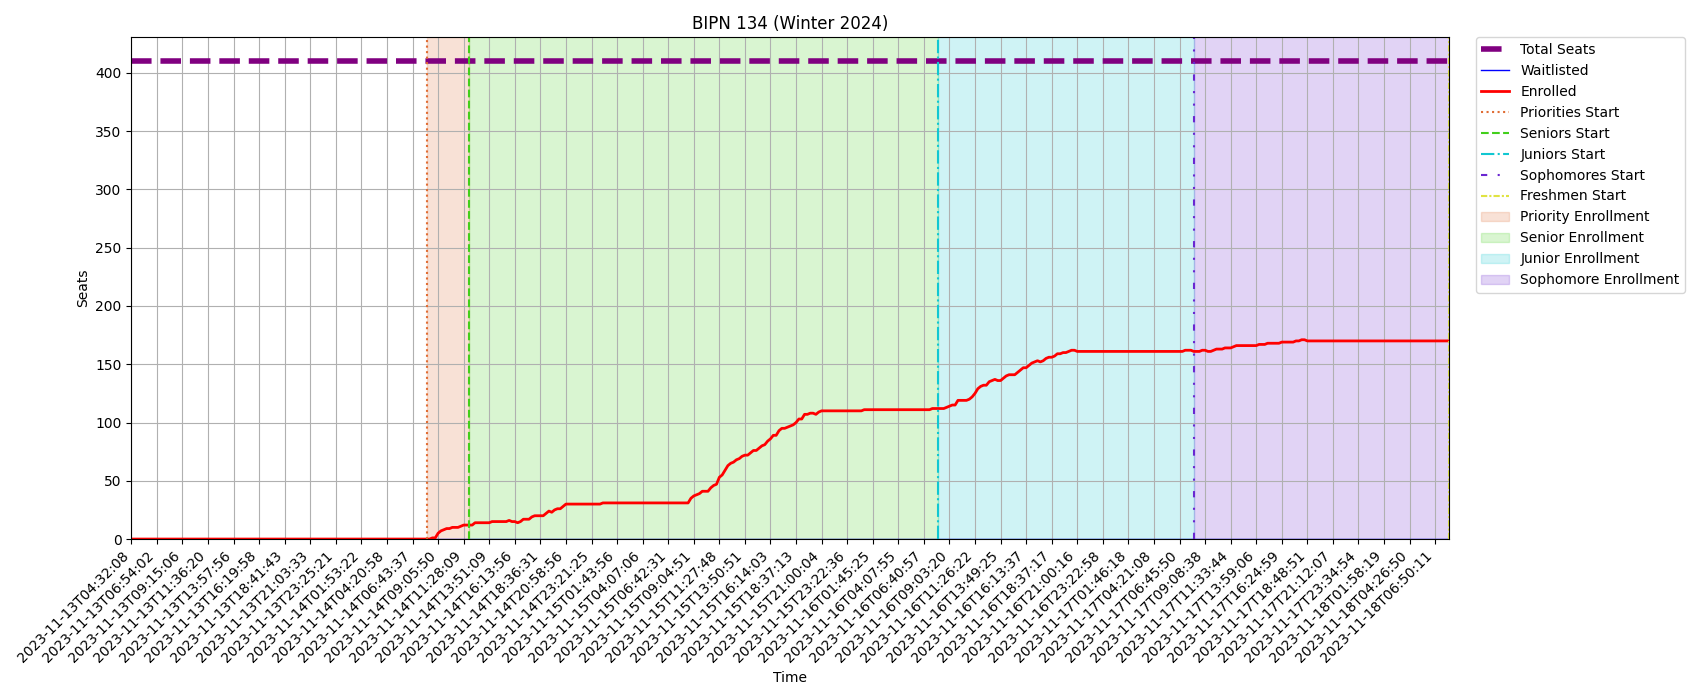 BIPN 134 (Winter 2024)
Seats
400
350
300
250
200
150
100
50
0
2023-11-13T04:32:08
2023-11-13T06:54:02
2023-11-13T09:15:06
2023-11-13T11:36:20
2023-11-13T13:57:56
2023-11-13T16:19:58
2023-11-13T18:41:43
2023-11-13T21:03:33
2023-11-13T23:25:21
2023-11-14T01:53:22
2023-11-14T04:20:58
2023-11-14T06:43:37
2023-11-14T09:05:50
2023-11-14T11:28:09
2023-11-14T13:51:09
2023-11-14T16:13:56
2023-11-14T18:36:31
2023-11-14T20:58:56
2023-11-14T23:21:25
2023-11-15T01:43:56
2023-11-15T04:07:06
2023-11-15T06:42:31
2023-11-15T09:04:51
2023-11-15T11:27:48
2023-11-15T13:50:51
2023-11-15T16:14:03
2023-11-15T18:37:13
2023-11-15T21:00:04
2023-11-15T23:22:36
2023-11-16T01:45:25
2023-11-16T04:07:55
2023-11-16T06:40:57
2023-11-16T09:03:20
2023-11-16T11:26:22
2023-11-16T13:49:25
2023-11-16T16:13:37
2023-11-16T18:37:17
2023-11-16T21:00:16
2023-11-16T23:22:58
2023-11-17T01:46:18
2023-11-17T04:21:08
2023-11-17T06:45:50
2023-11-17T09:08:38
2023-11-17T11:33:44
2023-11-17T13:59:06
2023-11-17T16:24:59
2023-11-17T18:48:51
2023-11-17T21:12:07
2023-11-17T23:34:54
2023-11-18T01:58:19
2023-11-18T04:26:50
2023-11-18T06:50:11
Time
Total Seats
Waitlisted
Enrolled
Priorities Start
Seniors Start
Juniors Start
Sophomores Start
Freshmen Start
Priority Enrollment
Senior Enrollment
Junior Enrollment
Sophomore Enrollment